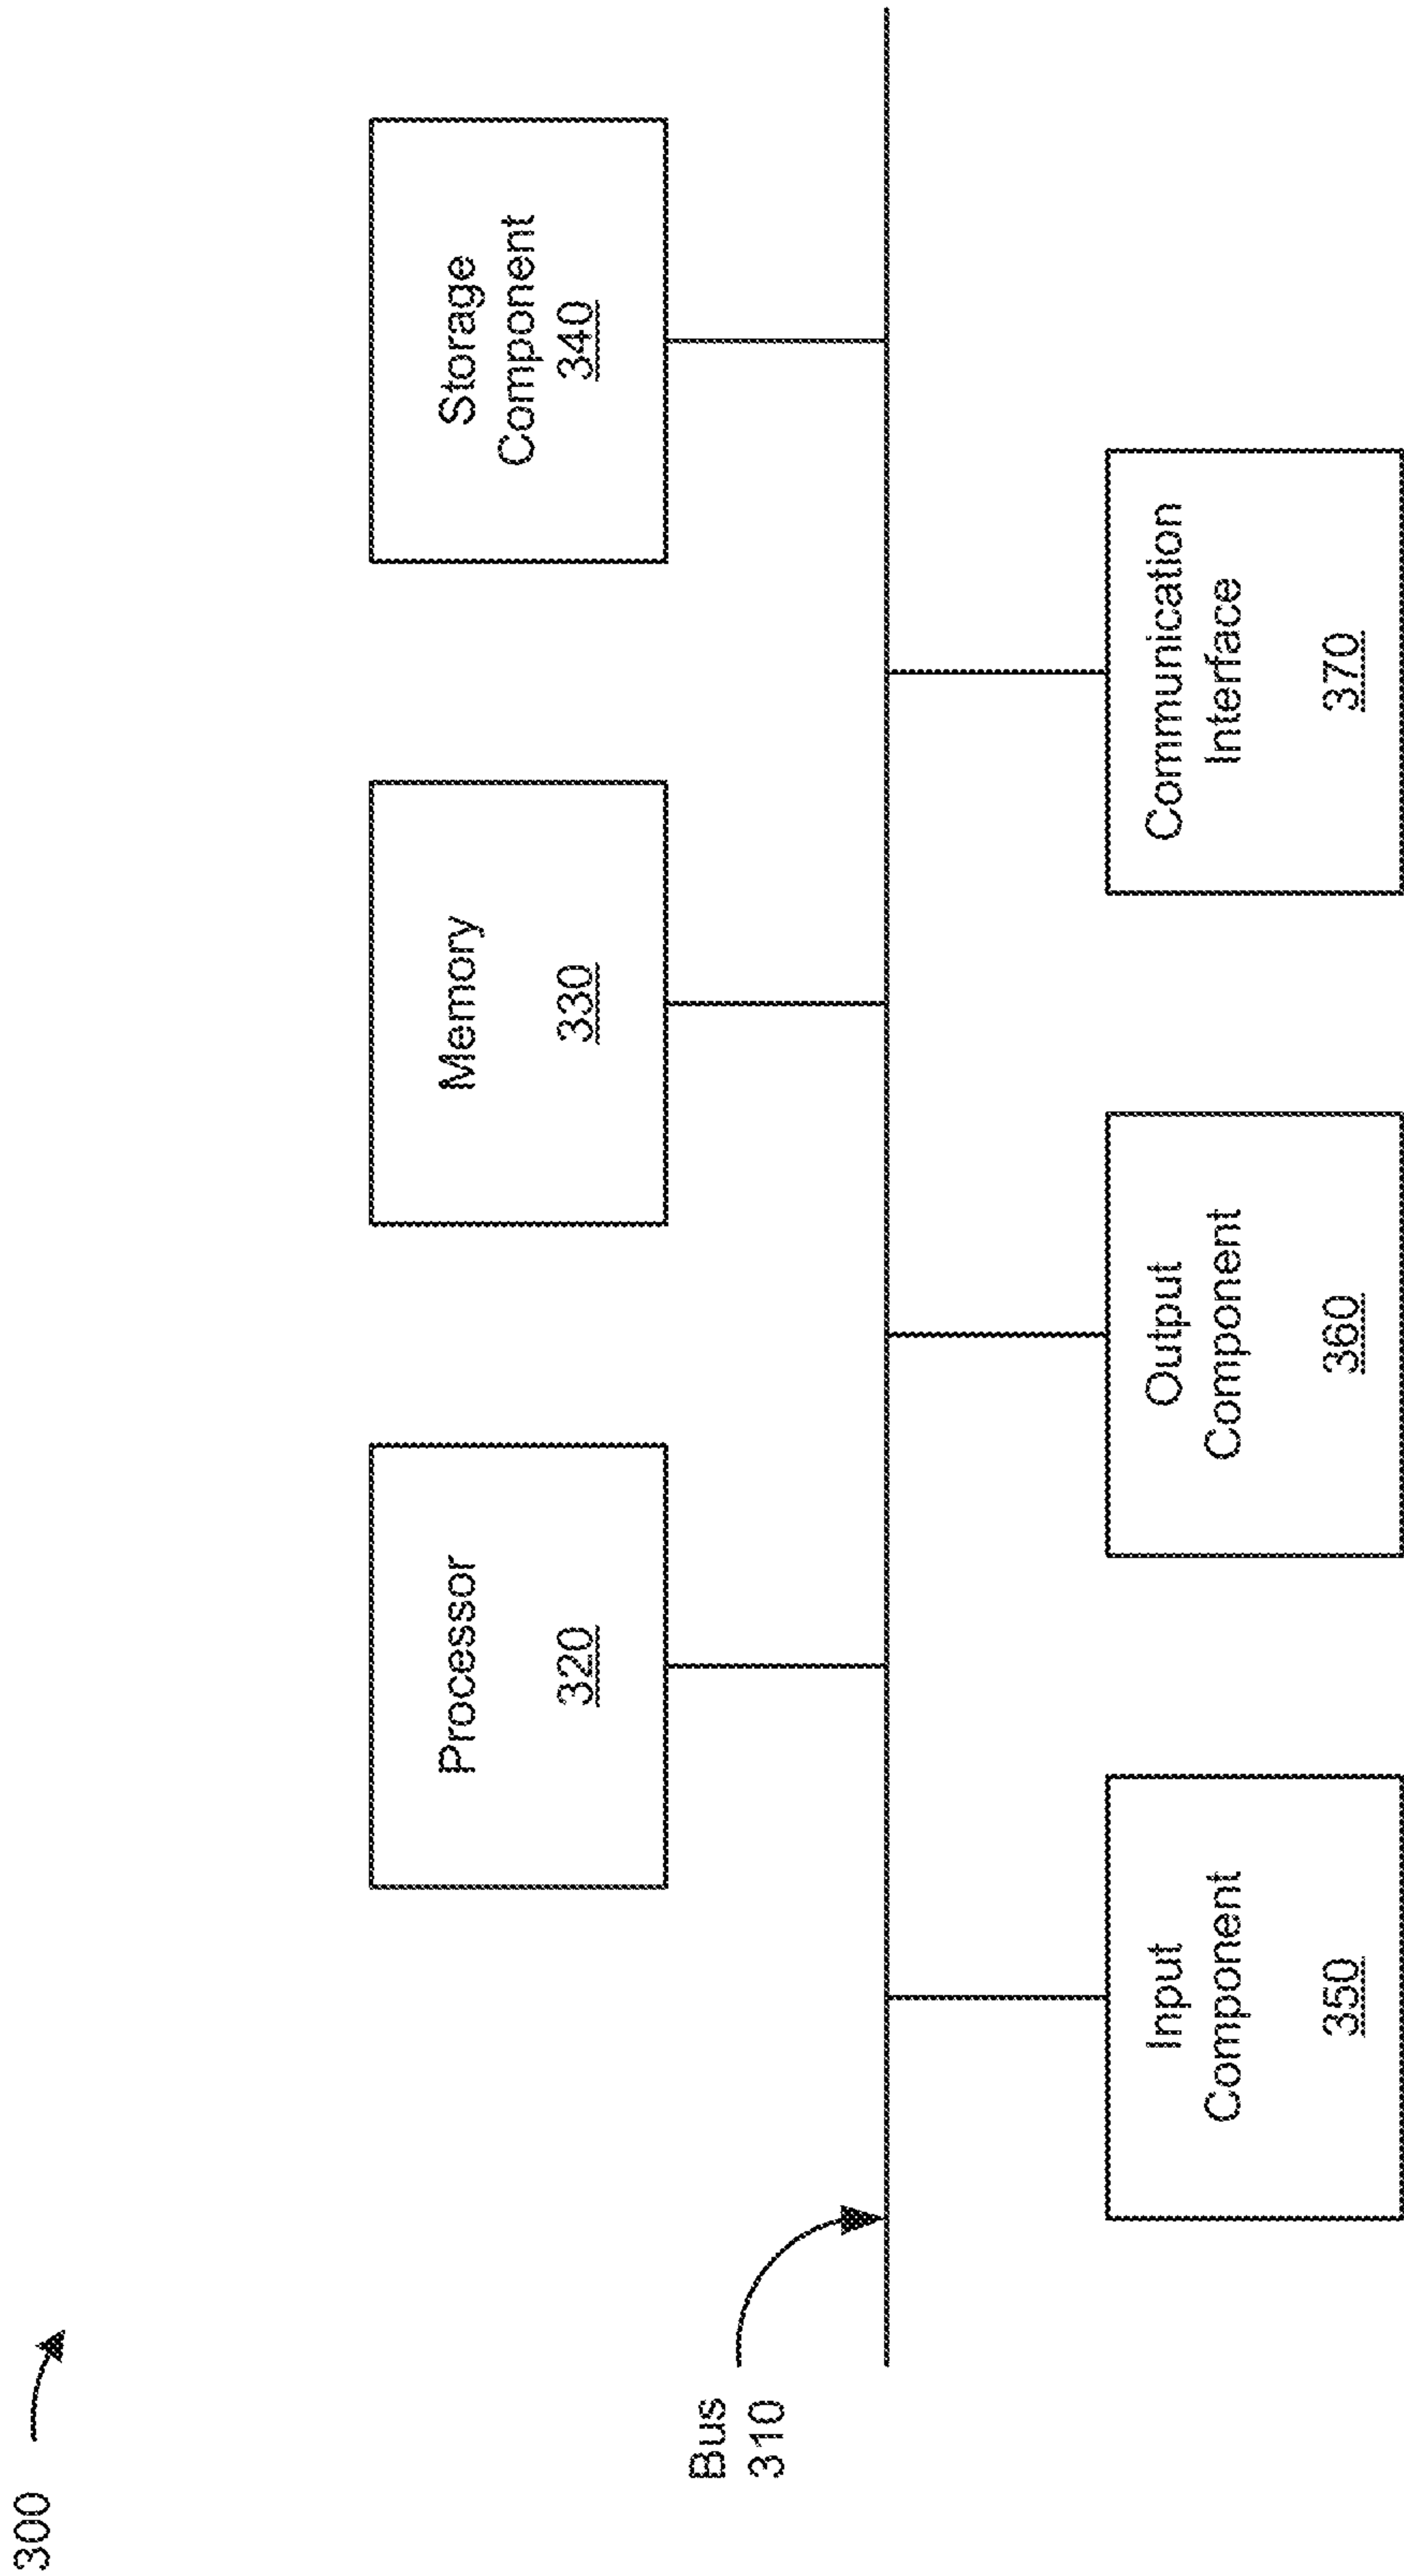 300
Processor
320
Memory
330
Storage
Component
340
Bus
310
Input
Component
350
Output
Component
360
Communication
Interface
370